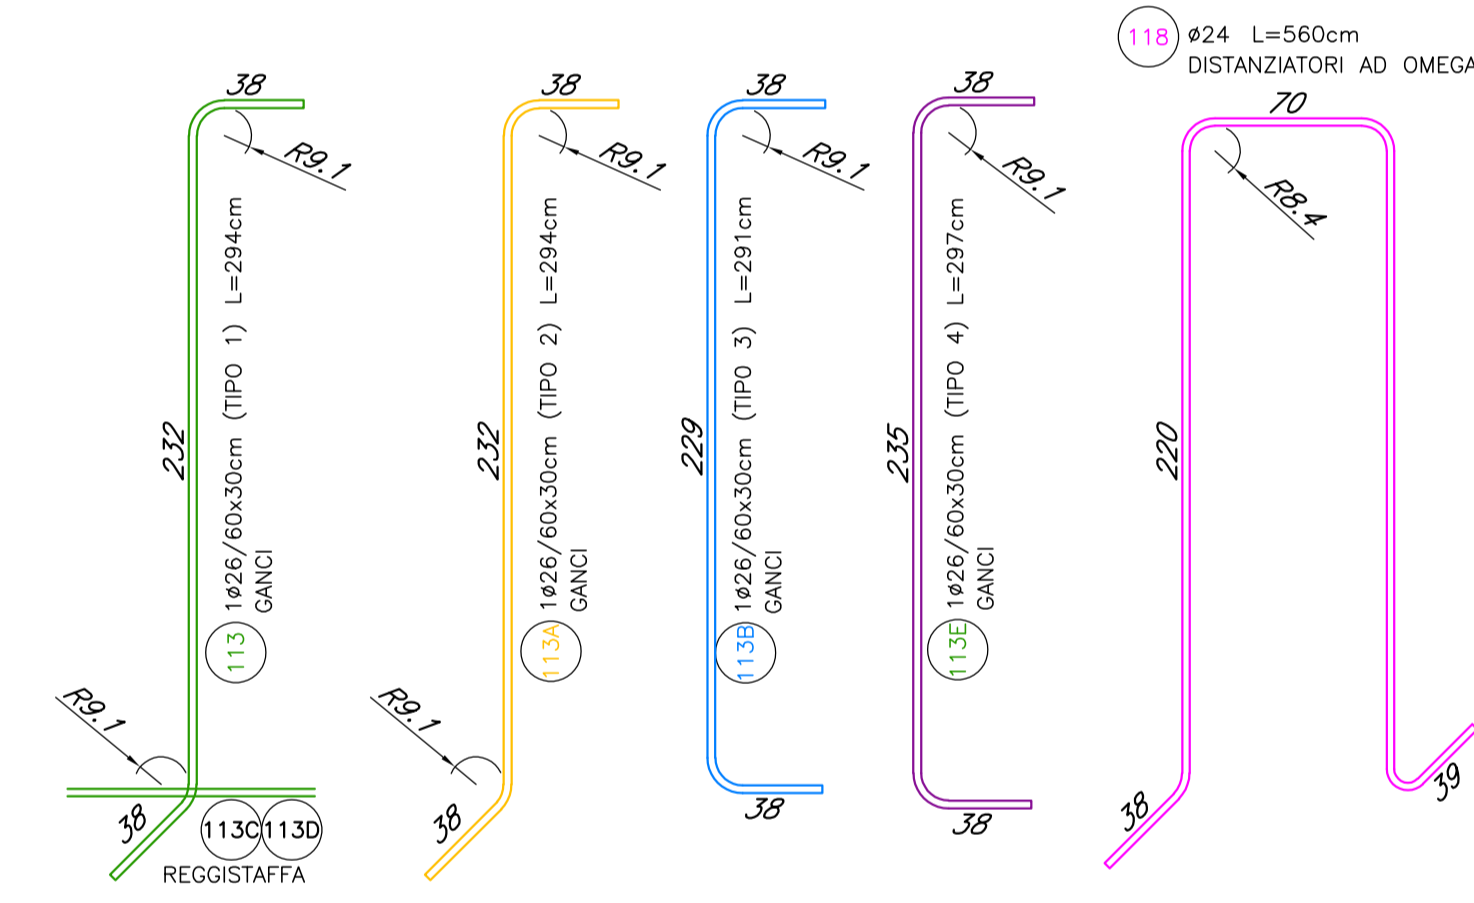 38
R9.1
232
1ø26/60x30cm (TIPO 1) L=294cm
GANCI
113
R9.1
38
113C 113D
REGGISTAFFA
38
R9.1
232
1ø26/60x30cm (TIPO 2) L=294cm
GANCI
113A
R9.1
38
38
R9.1
229
1ø26/60x30cm (TIPO 3) L=291cm
GANCI
113B
38
38
R9.1
235
1ø26/60x30cm (TIPO 4) L=297cm
GANCI
113E
38
118 ø24 L=560cm
DISTANZIATORI AD OMEGA
70
R8.4
220
38
39